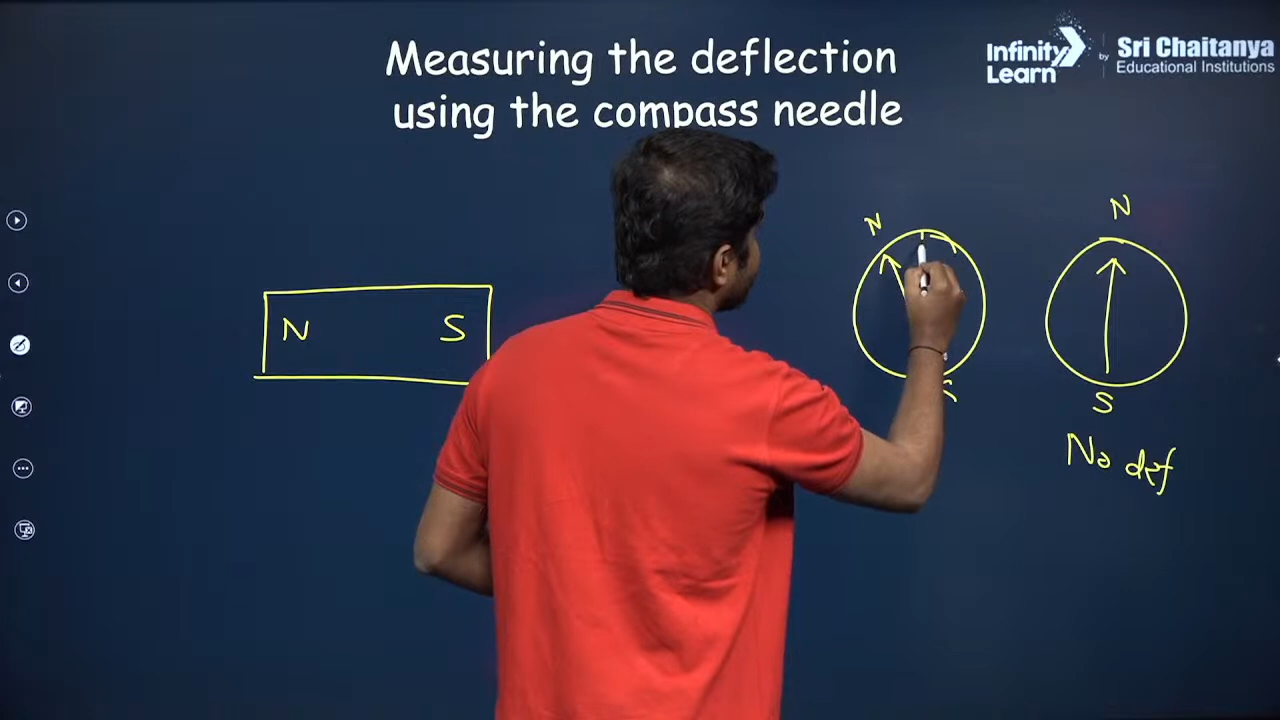 Measuring the deflection
using the compass needle
Infinity Learn by Sri Chaitanya Educational Institutions
N
N
N S
S
S
No def